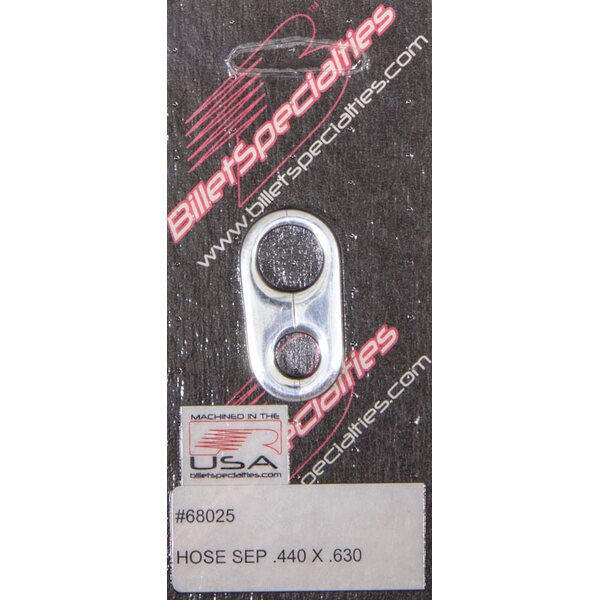 BilletSpecialties
www.billetspecialties.com
BilletSpecialties
www.billetspecialties.com
MACHINED IN THE
USA
billetspecialties.com
#68025
HOSE SEP .440 X .630